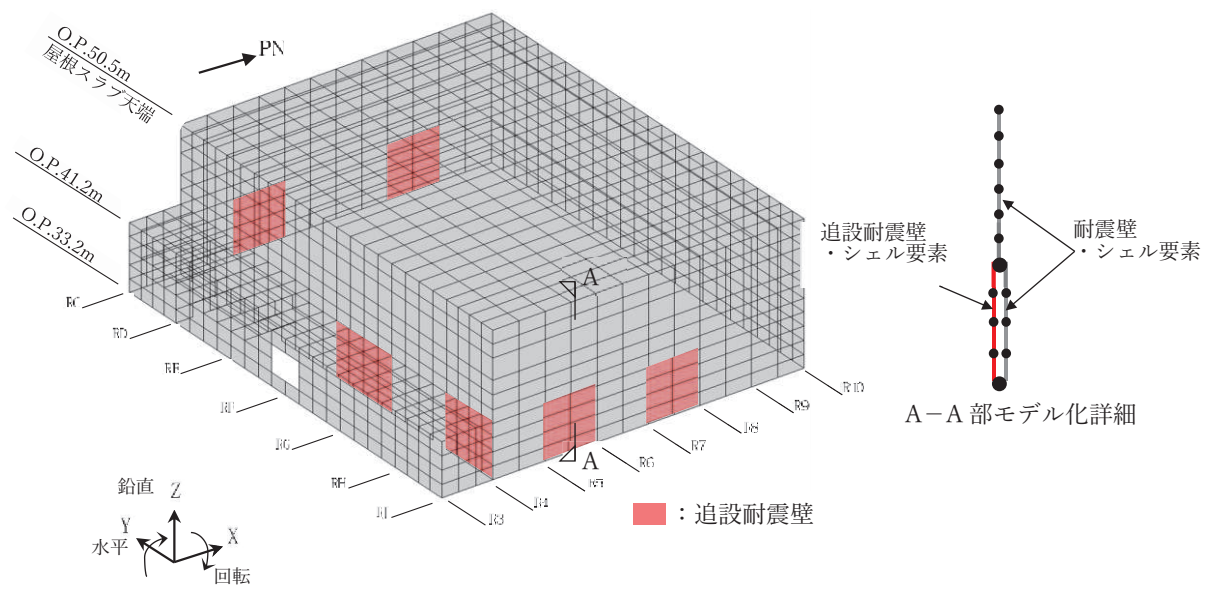 PN
O.P.50.5m
屋根スラブ天端
O.P.41.2m
O.P.33.2m
RC
RD
RE
RF
RG
RH
RI
R3
R4
R5
R6
R7
R8
R9
R10
A
A
追設耐震壁
・シェル要素
耐震壁
・シェル要素
A－A 部モデル化詳細
：追設耐震壁
鉛直 Z
Y
水平
X
回転